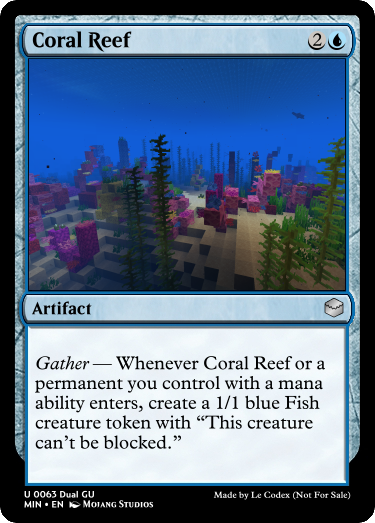 Coral Reef 2
Artifact
Gather — Whenever Coral Reef or a
permanent you control with a mana
ability enters, create a 1/1 blue Fish
creature token with “This creature
can’t be blocked.”
U 0063 Dual GU
MIN • EN Mojang Studios
Made by Le Codex (Not For Sale)